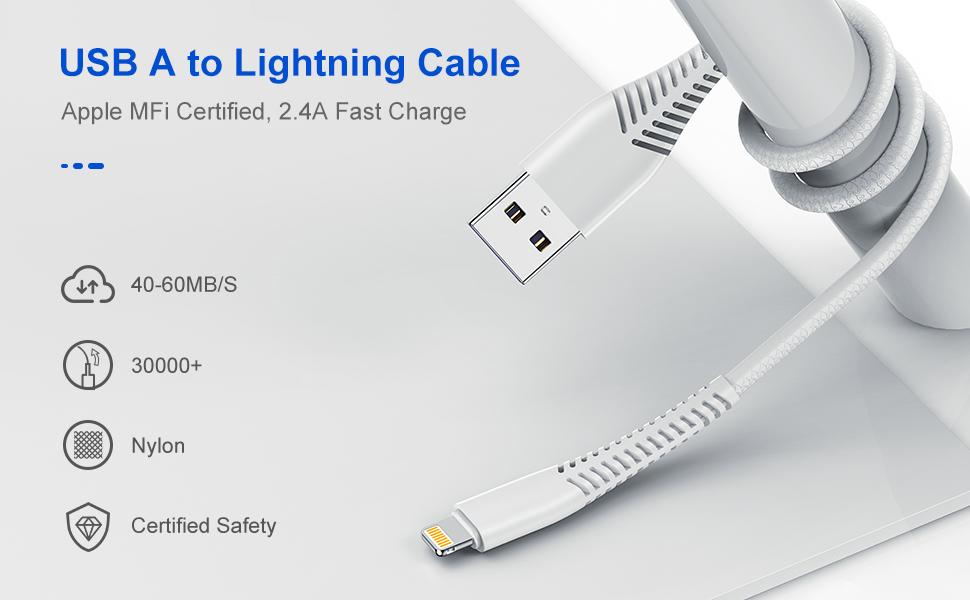 USB A to Lightning Cable
Apple MFi Certified, 2.4A Fast Charge
40-60MB/S
30000+
Nylon
Certified Safety